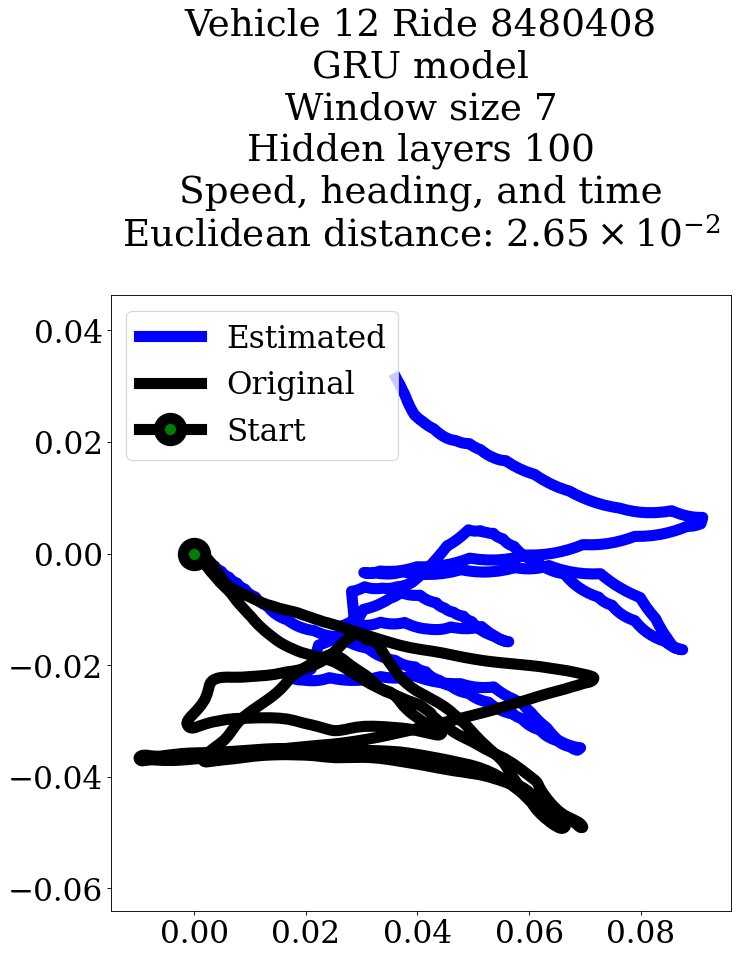 Vehicle 12 Ride 8480408
GRU model
Window size 7
Hidden layers 100
Speed, heading, and time
Euclidean distance: 2.65 × 10⁻²
Estimated
Original
Start
0.04
0.02
0.00
−0.02
−0.04
−0.06
0.00 0.02 0.04 0.06 0.08